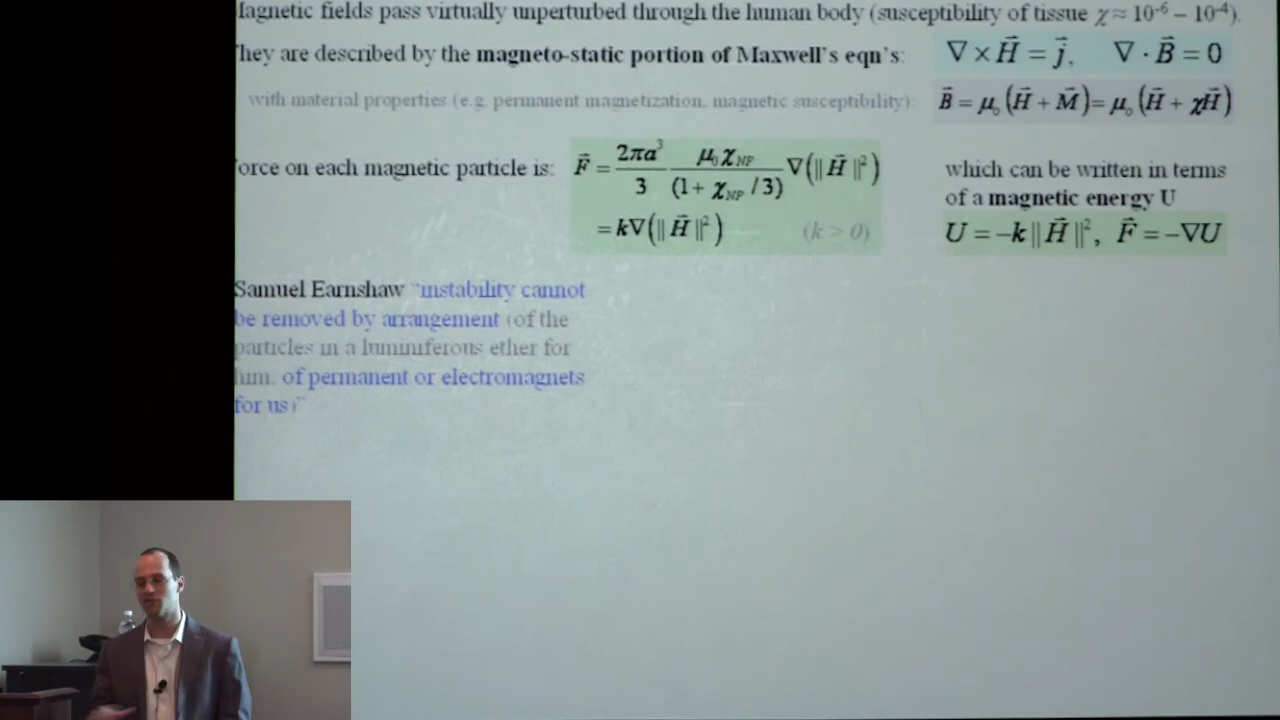 Magnetic fields pass virtually unperturbed through the human body (susceptibility of tissue χ ≈ 10⁻⁶ – 10⁻⁴).
They are described by the magneto-static portion of Maxwell's eqn's: ∇ × H⃗ = j⃗, ∇ · B⃗ = 0
with material properties (e.g. permanent magnetization, magnetic susceptibility): B⃗ = μ₀(H⃗ + M⃗) = μ₀(H⃗ + χH⃗)
Force on each magnetic particle is: F⃗ = 2πa³/3 μ₀χ_NP/(1 + χ_NP/3) ∇(‖H⃗‖²)
= k∇(‖H⃗‖²) (k > 0)
which can be written in terms
of a magnetic energy U
U = −k‖H⃗‖², F⃗ = −∇U
Samuel Earnshaw "instability cannot
be removed by arrangement (of the
particles in a luminiferous ether for
lum. of permanent or electromagnets
for us)"